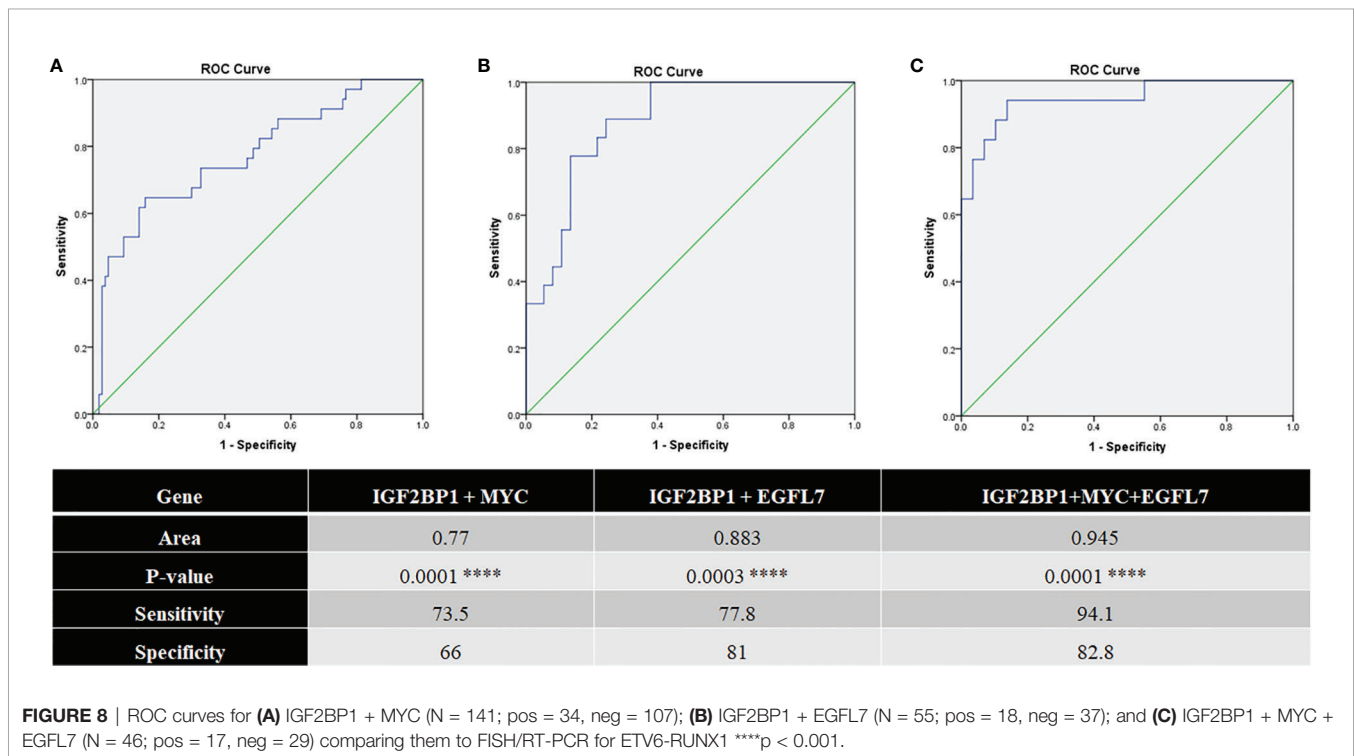 A
ROC Curve
1.0
0.8
0.6
0.4
0.2
0.0
Sensitivity
0.0 0.2 0.4 0.6 0.8 1.0
1 - Specificity
B
ROC Curve
1.0
0.8
0.6
0.4
0.2
0.0
Sensitivity
0.0 0.2 0.4 0.6 0.8 1.0
1 - Specificity
C
ROC Curve
1.0
0.8
0.6
0.4
0.2
0.0
Sensitivity
0.0 0.2 0.4 0.6 0.8 1.0
1 - Specificity
Gene IGF2BP1 + MYC IGF2BP1 + EGFL7 IGF2BP1+MYC+EGFL7
Area 0.77 0.883 0.945
P-value 0.0001 **** 0.0003 **** 0.0001 ****
Sensitivity 73.5 77.8 94.1
Specificity 66 81 82.8
FIGURE 8 | ROC curves for (A) IGF2BP1 + MYC (N = 141; pos = 34, neg = 107); (B) IGF2BP1 + EGFL7 (N = 55; pos = 18, neg = 37); and (C) IGF2BP1 + MYC +
EGFL7 (N = 46; pos = 17, neg = 29) comparing them to FISH/RT-PCR for ETV6-RUNX1 ****p < 0.001.